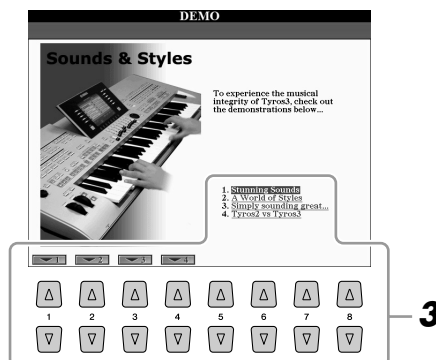 DEMO
Sounds & Styles
To experience the musical
integrity of Tyros3, check out
the demonstrations below...
1. Stunning Sounds
2. A World of Styles
3. Simply sounding great...
4. Tyros2 vs Tyros3
1 2 3 4
1 2 3 4 5 6 7 8
3